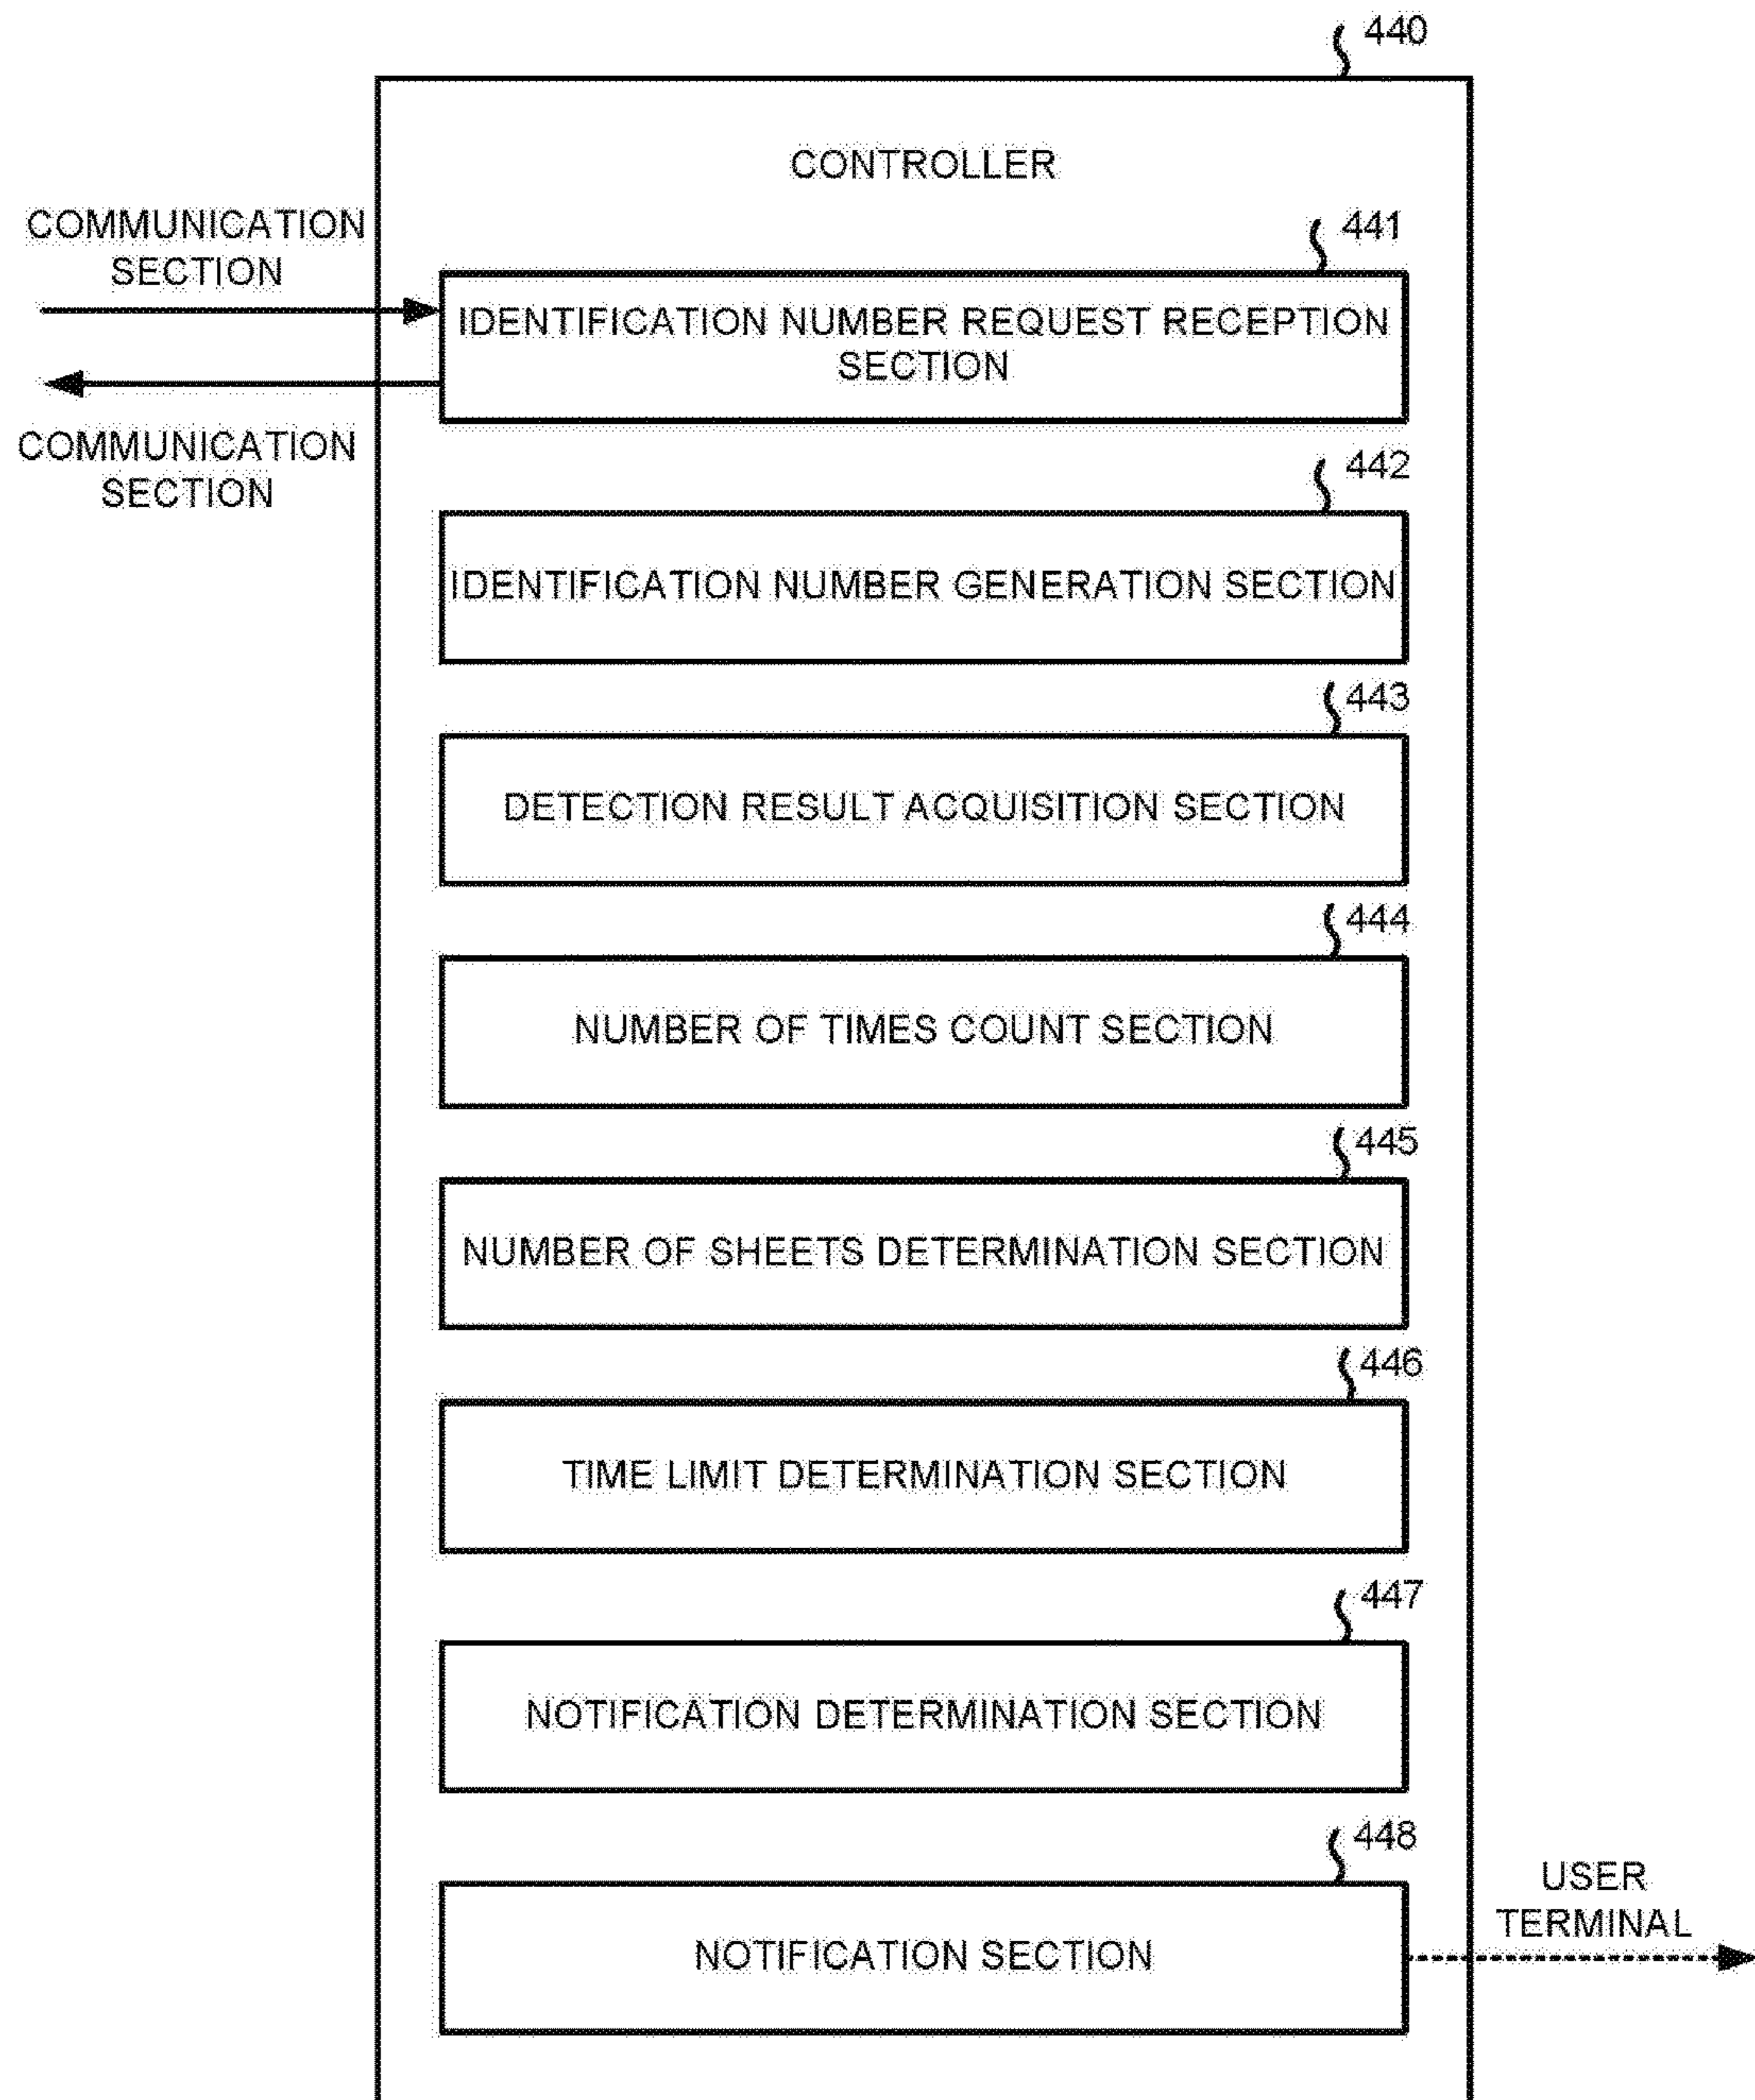 440
CONTROLLER
COMMUNICATION
SECTION
441
IDENTIFICATION NUMBER REQUEST RECEPTION
SECTION
COMMUNICATION
SECTION
442
IDENTIFICATION NUMBER GENERATION SECTION
443
DETECTION RESULT ACQUISITION SECTION
444
NUMBER OF TIMES COUNT SECTION
445
NUMBER OF SHEETS DETERMINATION SECTION
446
TIME LIMIT DETERMINATION SECTION
447
NOTIFICATION DETERMINATION SECTION
448
NOTIFICATION SECTION
USER
TERMINAL